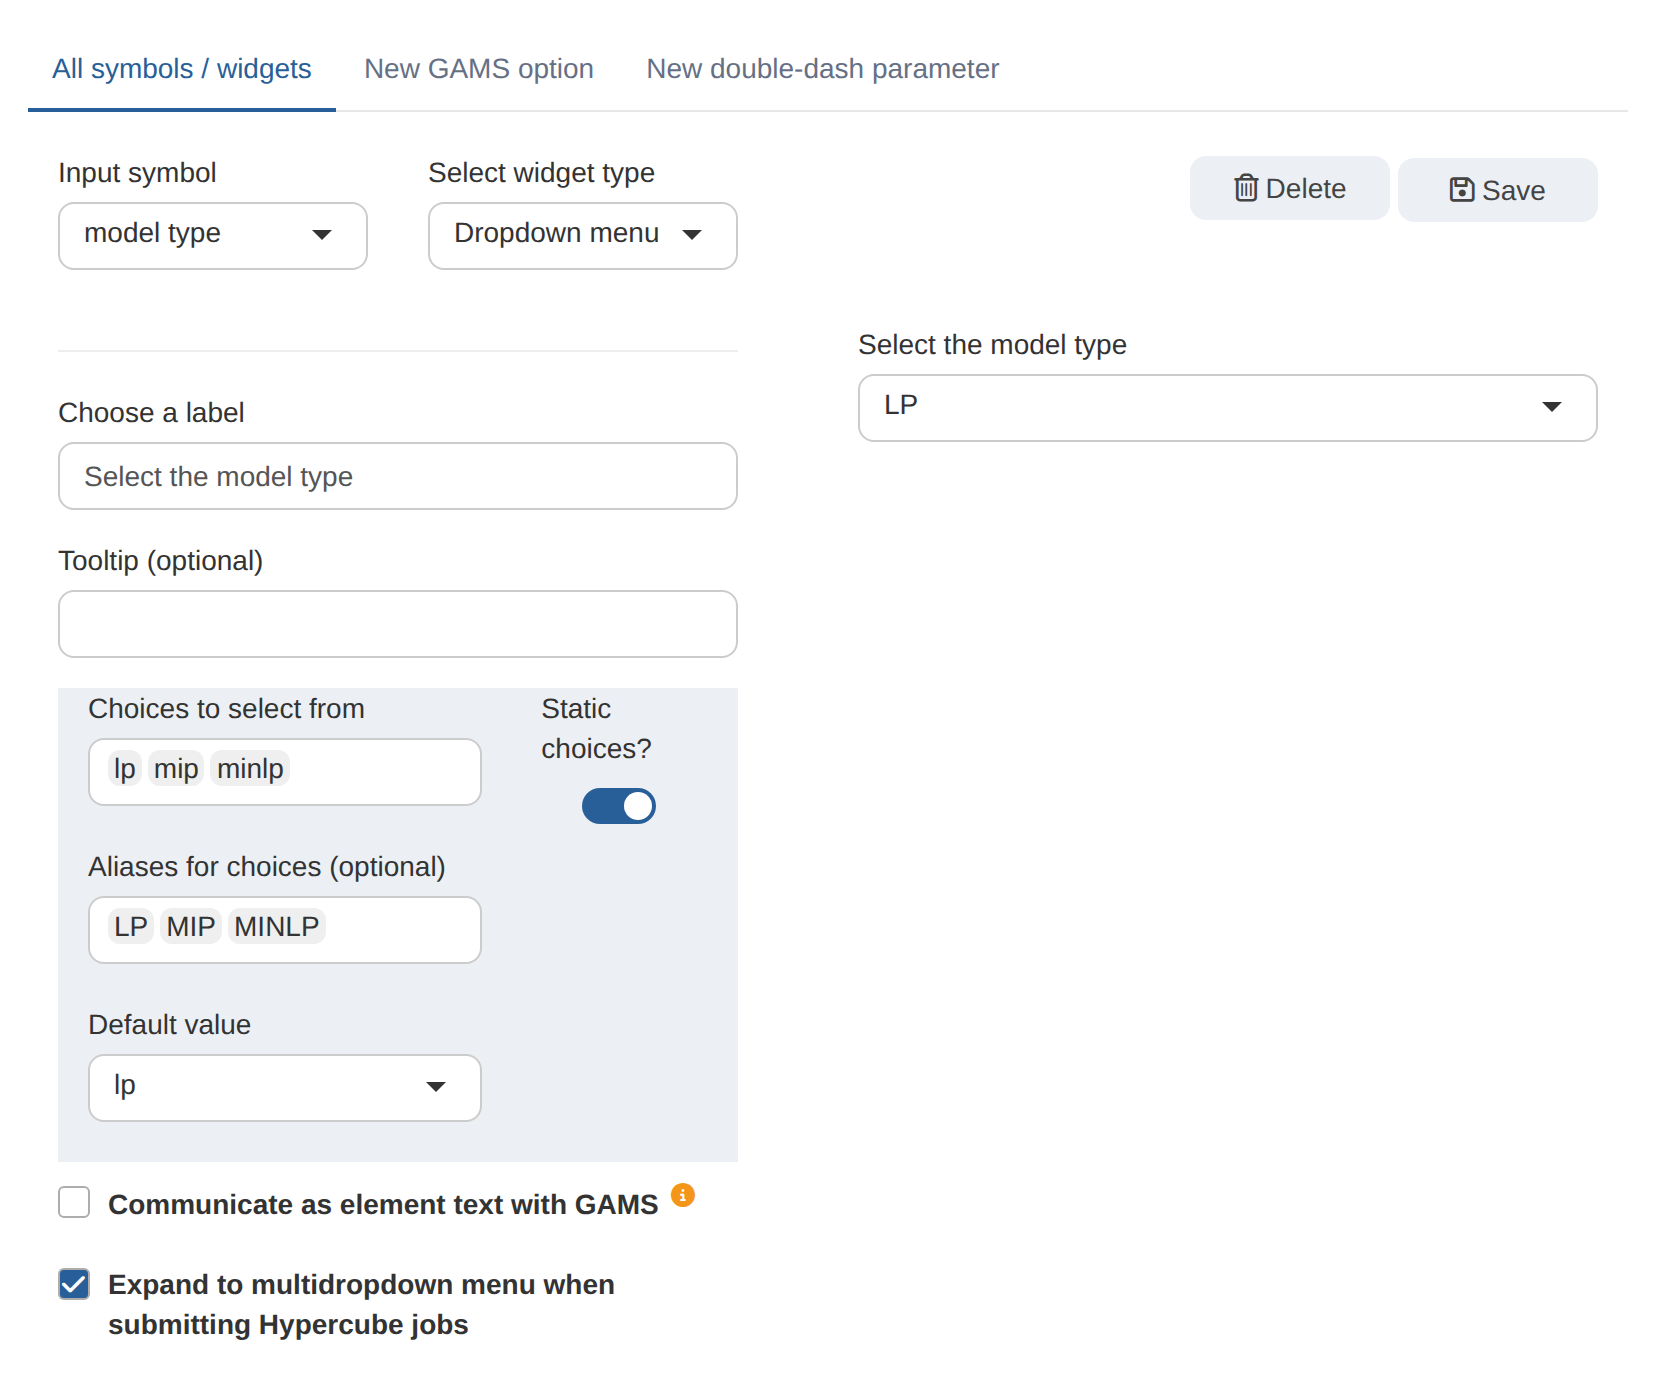 All symbols / widgets
New GAMS option
New double-dash parameter
Input symbol
Select widget type
model type
Dropdown menu
Delete
Save
Select the model type
LP
Choose a label
Select the model type
Tooltip (optional)
Choices to select from
Static
choices?
lp mip minlp
Aliases for choices (optional)
LP MIP MINLP
Default value
lp
Communicate as element text with GAMS
Expand to multidropdown menu when
submitting Hypercube jobs